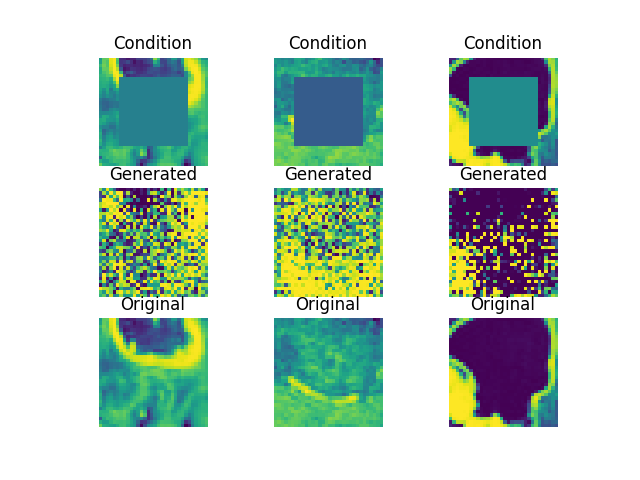 Condition Condition Condition
Generated Generated Generated
Original Original Original